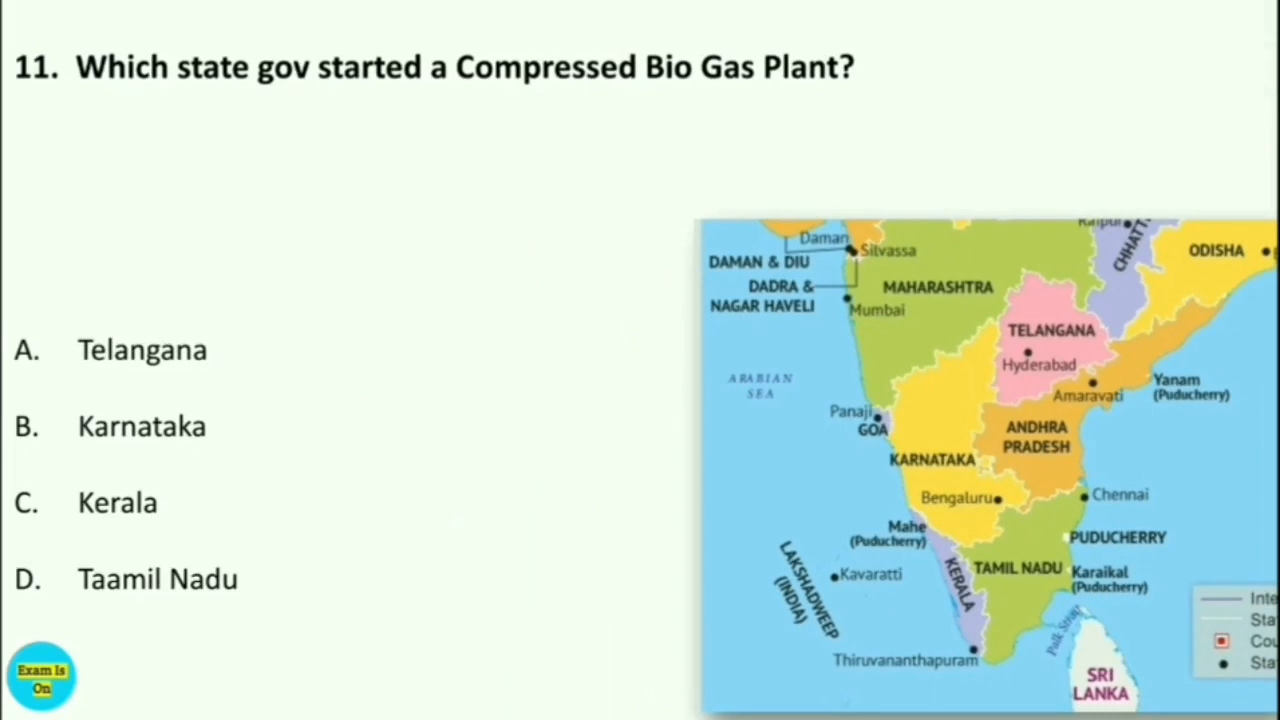 11. Which state gov started a Compressed Bio Gas Plant?
A. Telangana
B. Karnataka
C. Kerala
D. Taamil Nadu
Exam Is
On
Daman
Silvassa
DAMAN & DIU
DADRA &
NAGAR HAVELI
MAHARASHTRA
Mumbai
ODISHA
TELANGANA
Hyderabad
ARABIAN
SEA
Yanam
(Puducherry)
Amaravati
Panaji
GOA
ANDHRA
PRADESH
KARNATAKA
Bengaluru
Chennai
Mahe
(Puducherry)
PUDUCHERRY
LAKSHADWEEP
(INDIA)
Kavaratti
KERALA
TAMIL NADU
Karaikal
(Puducherry)
Thiruvananthapuram
SRI
LANKA